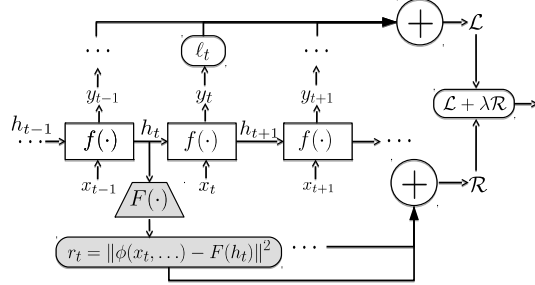 ... ℓ_t ... + ℒ
y_{t-1} y_t y_{t+1}
ℒ + λℛ
h_{t-1} h_t h_{t+1}
... f(·) f(·) f(·) ...
x_{t-1} x_t x_{t+1} + ℛ
F(·)
r_t = ‖ϕ(x_t, …) − F(h_t)‖² ...